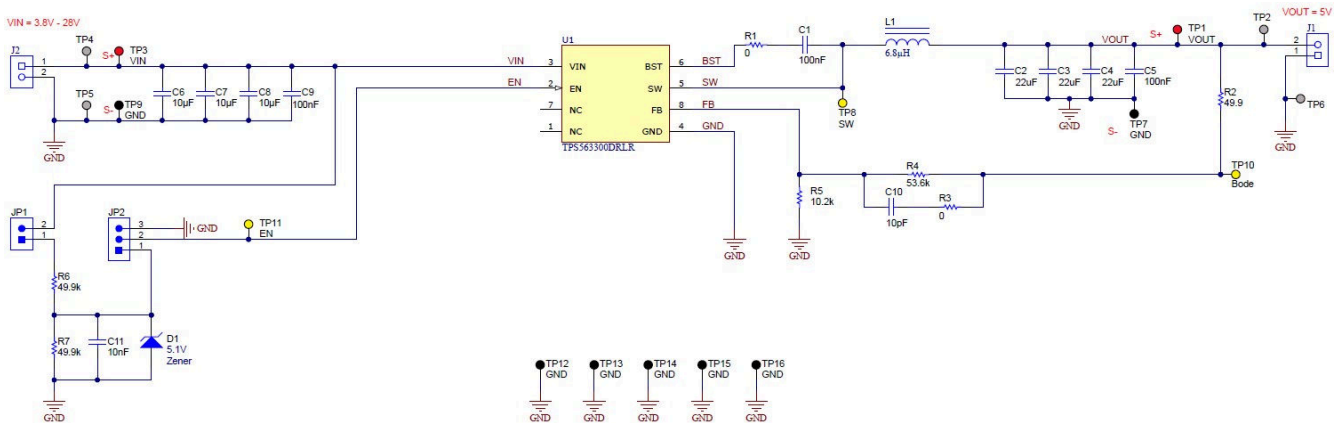 VIN = 3.8V - 28V
VOUT = 5V
J2
1
2
TP4
S+
TP3
VIN
TP5
S-
TP9
GND
GND
C6
10µF
C7
10µF
C8
10µF
C9
100nF
VIN
EN
U1
3
VIN
2
EN
7
NC
1
NC
BST
6
SW
5
FB
8
GND
4
TPS563300DRLR
BST
SW
FB
GND
GND
R1
0
C1
100nF
TP8
SW
L1
6.8µH
C2
22uF
C3
22uF
C4
22uF
C5
100nF
GND
VOUT
S+
TP1
VOUT
TP2
J1
2
1
S-
TP7
GND
R2
49.9
TP6
GND
TP10
Bode
R4
53.6k
C10
10pF
R3
0
R5
10.2k
GND
JP1
2
1
JP2
3
2
1
GND
TP11
EN
R6
49.9k
R7
49.9k
C11
10nF
D1
5.1V
Zener
GND
TP12
GND
TP13
GND
TP14
GND
TP15
GND
TP16
GND
GND
GND
GND
GND
GND